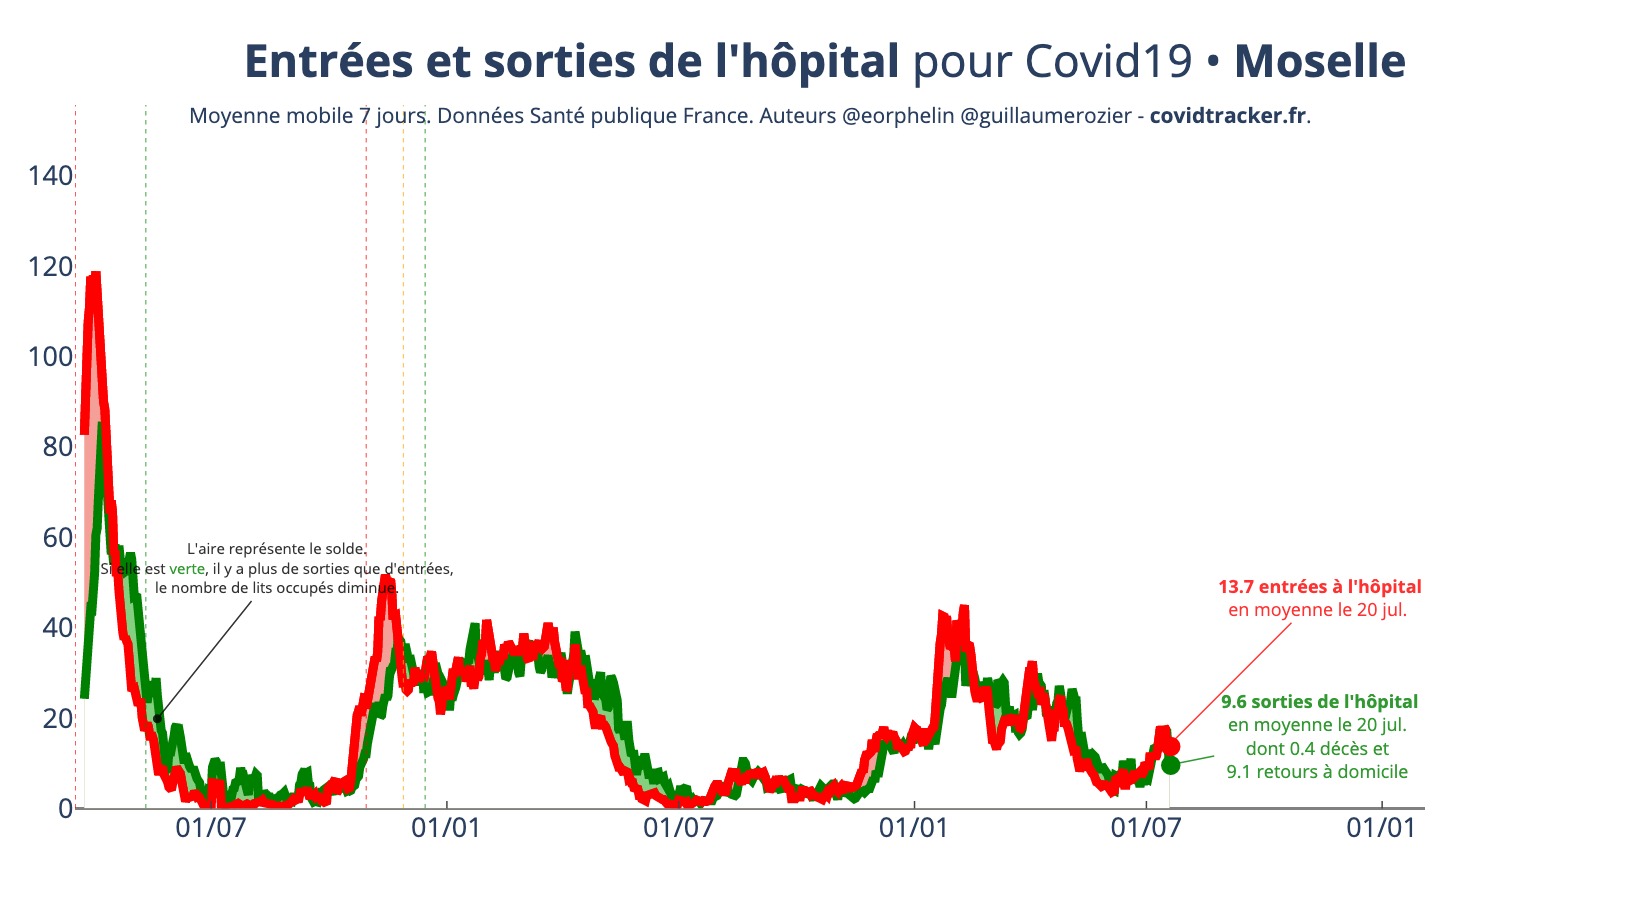 Entrées et sorties de l'hôpital pour Covid19 • Moselle
Moyenne mobile 7 jours. Données Santé publique France. Auteurs @eorphelin @guillaumerozier - covidtracker.fr.
140
120
100
80
60
40
20
0
L'aire représente le solde.
Si elle est verte, il y a plus de sorties que d'entrées,
le nombre de lits occupés diminue.
13.7 entrées à l'hôpital
en moyenne le 20 jul.
9.6 sorties de l'hôpital
en moyenne le 20 jul.
dont 0.4 décès et
9.1 retours à domicile
01/07
01/01
01/07
01/01
01/07
01/01